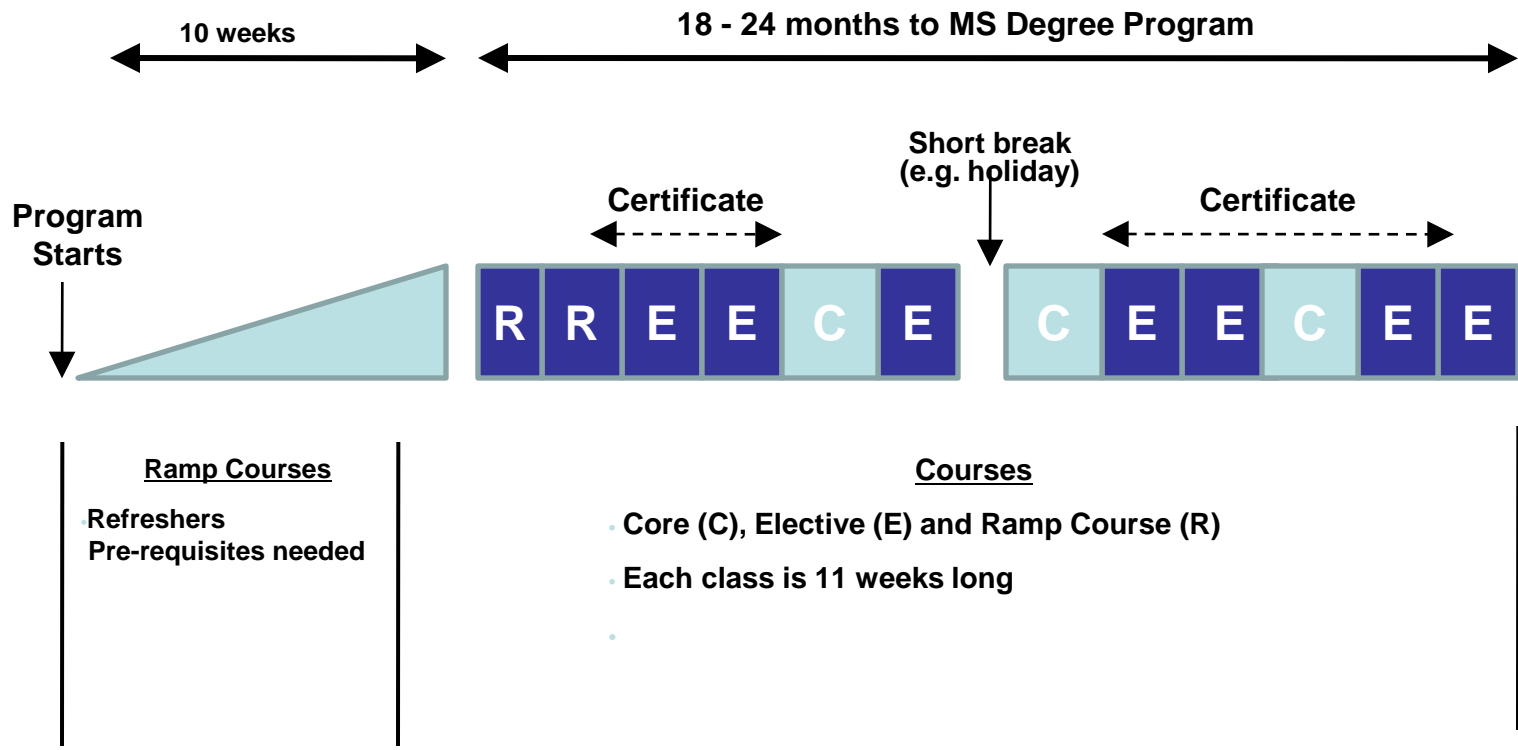 10 weeks
18 - 24 months to MS Degree Program
Short break
(e.g. holiday)
Certificate
Certificate
Program
Starts
R R E E C E C E E C E E
Ramp Courses
Refreshers
Pre-requisites needed
Courses
Core (C), Elective (E) and Ramp Course (R)
Each class is 11 weeks long